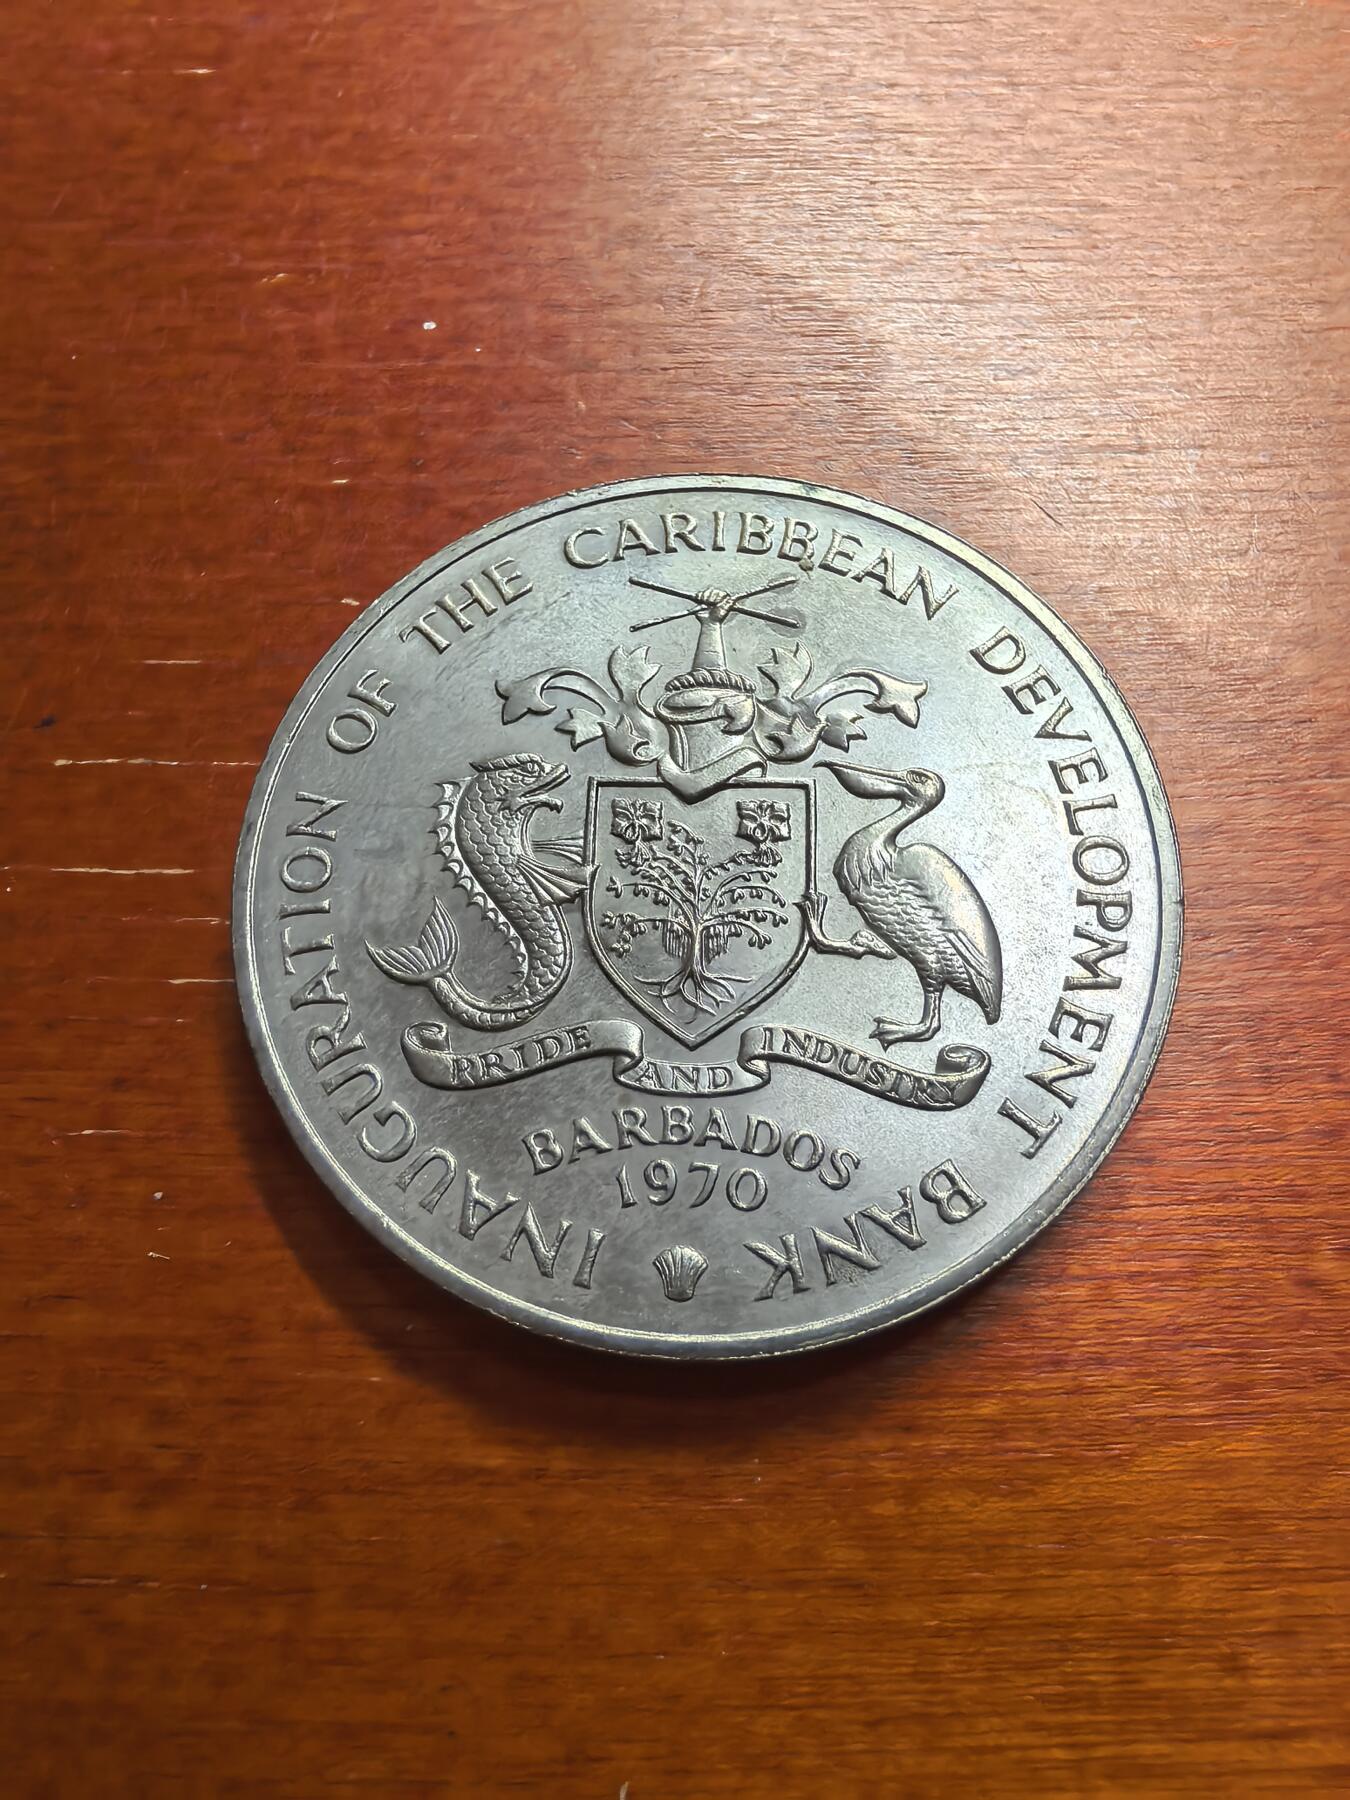 INAUGURATION OF THE CARIBBEAN DEVELOPMENT BANK
PRIDE AND INDUSTRY
BARBADOS
1970